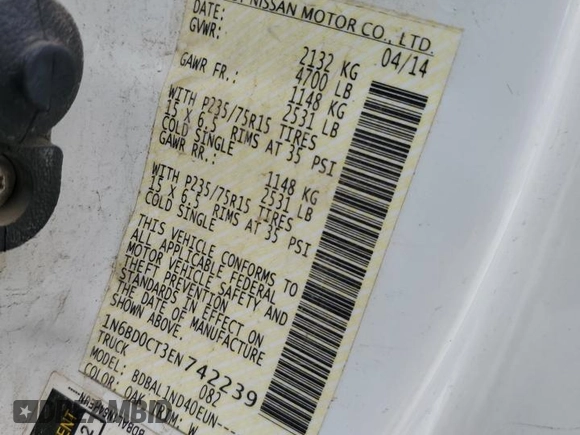 NISSAN MOTOR CO., LTD.
DATE: 04/14
GVWR: 2132 KG
4700 LB
GAWR FR.: 1148 KG
2531 LB
WITH P235/75R15 TIRES
15 X 6.5 RIMS AT 35 PSI
COLD SINGLE
GAWR RR.: 1148 KG
2531 LB
WITH P235/75R15 TIRES
15 X 6.5 RIMS AT 35 PSI
COLD SINGLE
THIS VEHICLE CONFORMS TO
ALL APPLICABLE FEDERAL
MOTOR VEHICLE SAFETY AND
THEFT PREVENTION
STANDARDS IN EFFECT ON
THE DATE OF MANUFACTURE
SHOWN ABOVE.
1N6BD0CT3EN742239
TRUCK 082
MODEL: BDBAL1ND40EUN---
COLOR: QAK TRIM: W
DREAMBID